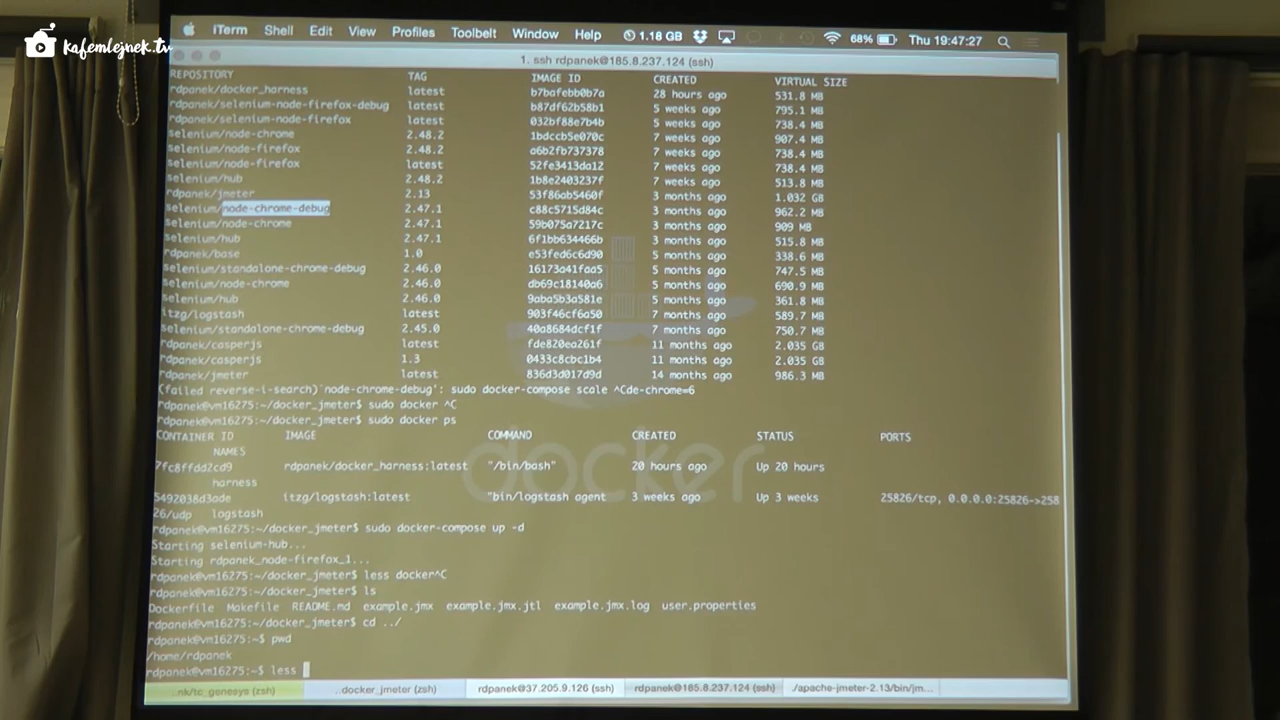 kafemlejnek.tv
iTerm Shell Edit View Profiles Toolbelt Window Help 1.18 GB 68% Thu 19:47:27
1. ssh rdpanek@185.8.237.124 (ssh)
REPOSITORY TAG IMAGE ID CREATED VIRTUAL SIZE
rdpanek/docker_harness latest b7bafebb0b7a 28 hours ago 531.8 MB
rdpanek/selenium-node-firefox-debug latest b87df62b58b1 5 weeks ago 795.1 MB
rdpanek/selenium-node-firefox latest 032bf88e7b4b 5 weeks ago 738.4 MB
selenium/node-chrome 2.48.2 1bdccb5e070c 7 weeks ago 907.4 MB
selenium/node-firefox 2.48.2 a6b2fb737378 7 weeks ago 738.4 MB
selenium/node-firefox latest 52fe3413da12 7 weeks ago 738.4 MB
selenium/hub 2.48.2 1b8e2403237f 7 weeks ago 513.8 MB
rdpanek/jmeter 2.13 53f86ab5460f 3 months ago 1.032 GB
selenium/node-chrome-debug 2.47.1 c88c5715d84c 3 months ago 962.2 MB
selenium/node-chrome 2.47.1 59b075a7217c 3 months ago 909 MB
selenium/hub 2.47.1 6f1bb634466b 3 months ago 515.8 MB
rdpanek/base 1.0 e53fed6c6d90 5 months ago 338.6 MB
selenium/standalone-chrome-debug 2.46.0 16173a41faa5 5 months ago 747.5 MB
selenium/node-chrome 2.46.0 db69c18140a6 5 months ago 690.9 MB
selenium/hub 2.46.0 9aba5b3a581e 5 months ago 361.8 MB
itzg/logstash latest 903f46cf6a50 7 months ago 589.7 MB
selenium/standalone-chrome-debug 2.45.0 40a8684dcf1f 7 months ago 750.7 MB
rdpanek/casperjs latest fde820ea261f 11 months ago 2.035 GB
rdpanek/casperjs 1.3 0433c8cbc1b4 11 months ago 2.035 GB
rdpanek/jmeter latest 836d3d017d9d 14 months ago 986.3 MB
(failed reverse-i-search)`node-chrome-debug': sudo docker-compose scale ^Cde-chrome=6
rdpanek@vm16275:~/docker_jmeter$ sudo docker ^C
rdpanek@vm16275:~/docker_jmeter$ sudo docker ps
CONTAINER ID IMAGE COMMAND CREATED STATUS PORTS
NAMES
7fc8ffdd2cd9 rdpanek/docker_harness:latest "/bin/bash" 20 hours ago Up 20 hours
harness
5492038d3ade itzg/logstash:latest "bin/logstash agent 3 weeks ago Up 3 weeks 25826/tcp, 0.0.0.0:25826->258
26/udp logstash
rdpanek@vm16275:~/docker_jmeter$ sudo docker-compose up -d
Starting selenium-hub...
Starting rdpanek_node-firefox_1...
rdpanek@vm16275:~/docker_jmeter$ less docker^C
rdpanek@vm16275:~/docker_jmeter$ ls
Dockerfile Makefile README.md example.jmx example.jmx.jtl example.jmx.log user.properties
rdpanek@vm16275:~/docker_jmeter$ cd ../
rdpanek@vm16275:~$ pwd
/home/rdpanek
rdpanek@vm16275:~$ less
docker
...nk/tc_genesys (zsh) ...docker_jmeter (zsh) rdpanek@37.205.9.126 (ssh) rdpanek@185.8.237.124 (ssh) ./apache-jmeter-2.13/bin/jm...